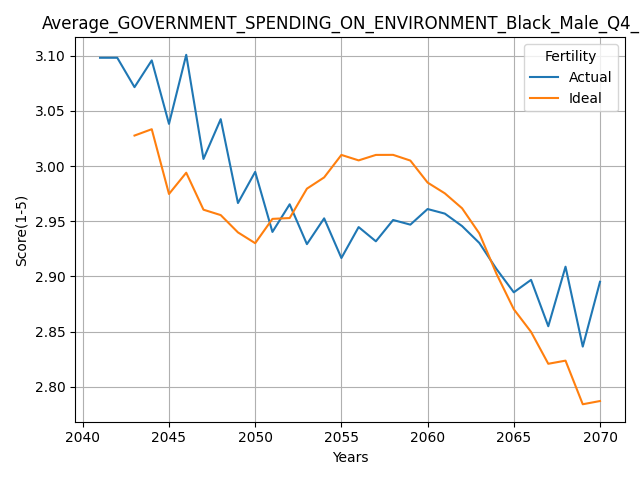 Average_GOVERNMENT_SPENDING_ON_ENVIRONMENT_Black_Male_Q4_
Fertility
Actual
Ideal
Score(1-5)
3.10
3.05
3.00
2.95
2.90
2.85
2.80
2040 2045 2050 2055 2060 2065 2070
Years